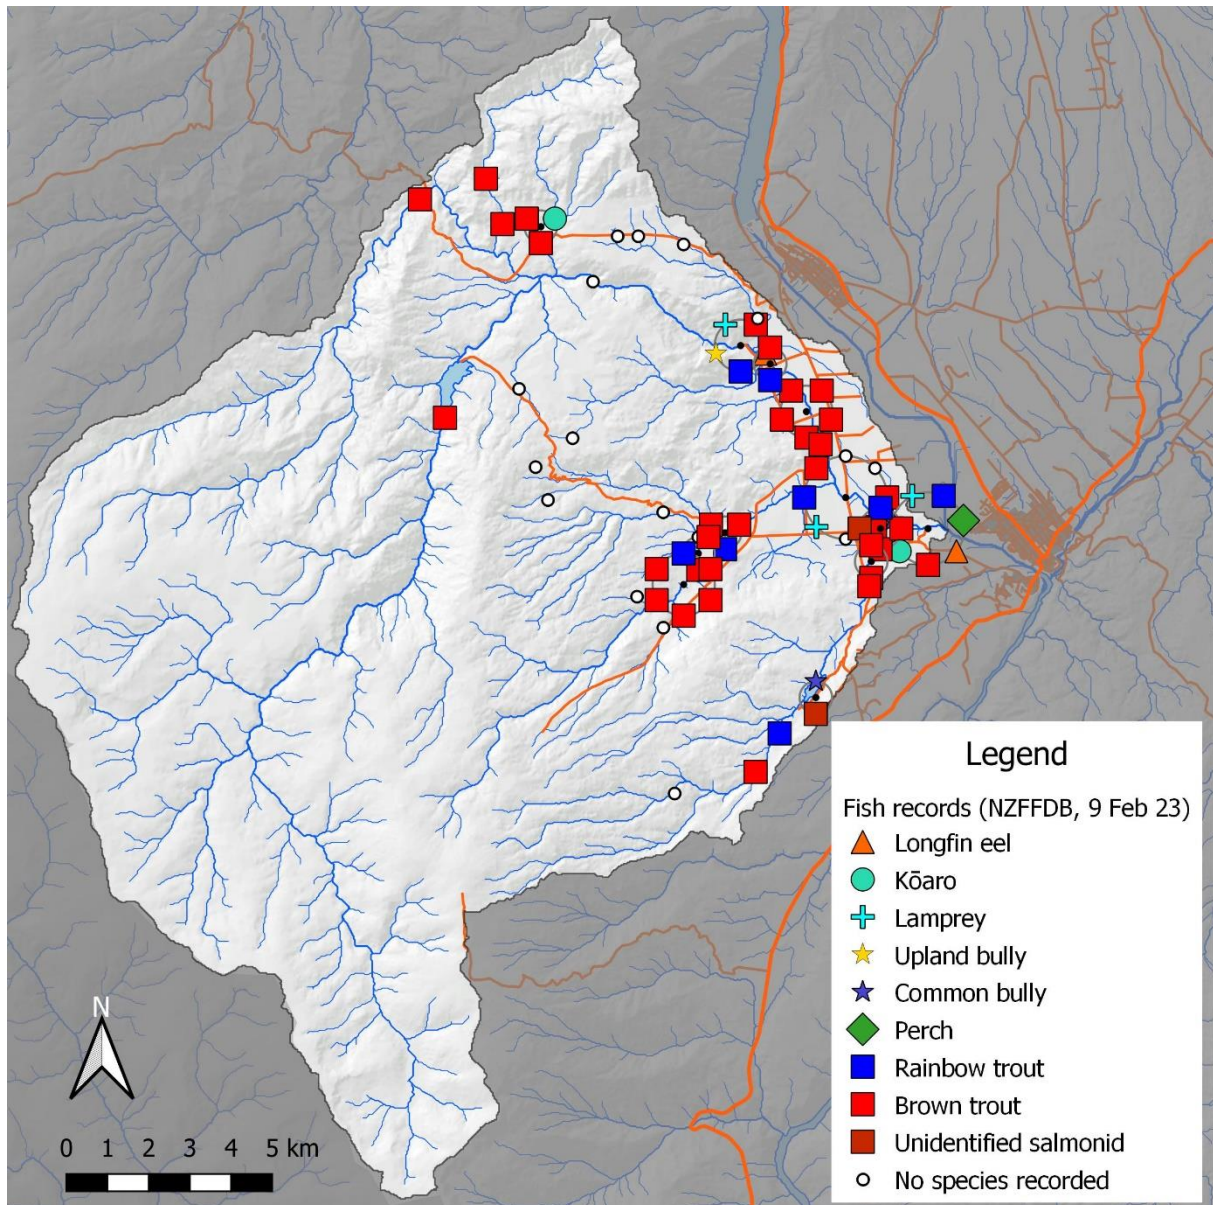 Legend
Fish records (NZFFDB, 9 Feb 23)
Longfin eel
Kōaro
Lamprey
Upland bully
Common bully
Perch
Rainbow trout
Brown trout
Unidentified salmonid
No species recorded
N
0 1 2 3 4 5 km